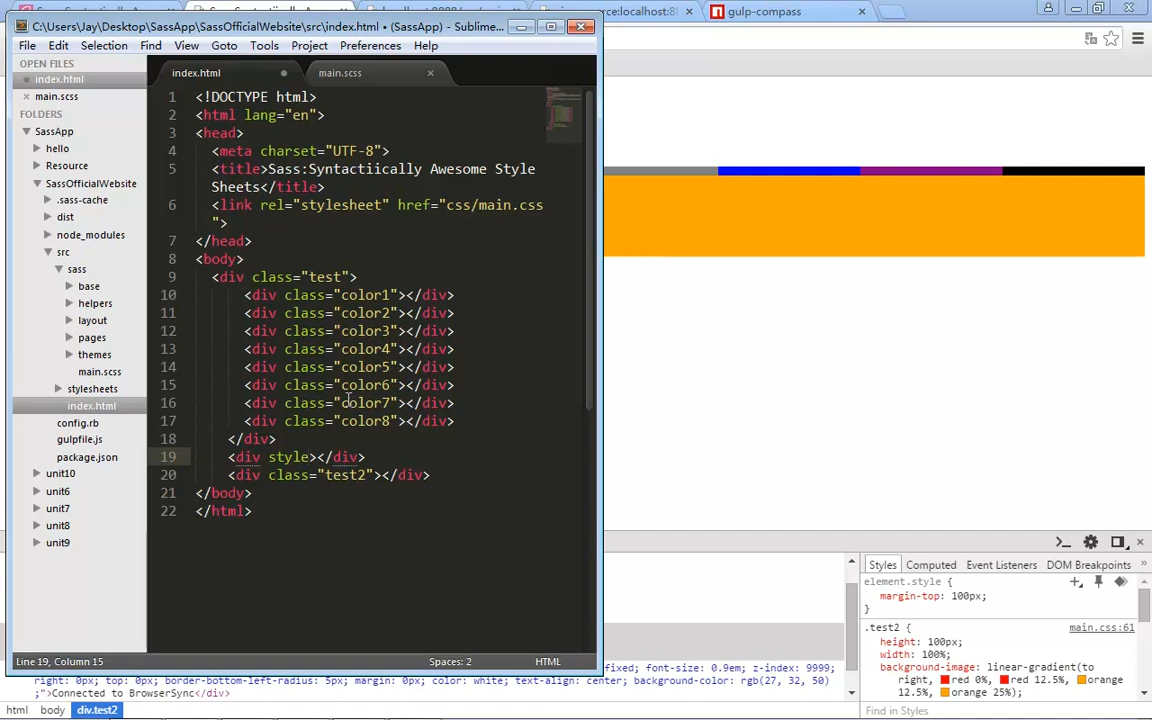 gulp-compass
C:\Users\Jay\Desktop\SassApp\SassOfficialWebsite\src\index.html • (SassApp) - Sublime...
File Edit Selection Find View Goto Tools Project Preferences Help
OPEN FILES
index.html
main.scss
FOLDERS
SassApp
hello
Resource
SassOfficialWebsite
.sass-cache
dist
node_modules
src
sass
base
helpers
layout
pages
themes
main.scss
stylesheets
index.html
config.rb
gulpfile.js
package.json
unit10
unit6
unit7
unit8
unit9
index.html main.scss
1 <!DOCTYPE html>
2 <html lang="en">
3 <head>
4 <meta charset="UTF-8">
5 <title>Sass:Syntactiically Awesome Style
Sheets</title>
6 <link rel="stylesheet" href="css/main.css
">
7 </head>
8 <body>
9 <div class="test">
10 <div class="color1"></div>
11 <div class="color2"></div>
12 <div class="color3"></div>
13 <div class="color4"></div>
14 <div class="color5"></div>
15 <div class="color6"></div>
16 <div class="color7"></div>
17 <div class="color8"></div>
18 </div>
19 <div style></div>
20 <div class="test2"></div>
21 </body>
22 </html>
Line 19, Column 15 Spaces: 2 HTML
Styles Computed Event Listeners DOM Breakpoints »
element.style {
margin-top: 100px;
}
.test2 { main.css:61
height: 100px;
width: 100%;
background-image: linear-gradient(to
right, red 0%, red 12.5%, orange
12.5%, orange 25%);
Find in Styles
fixed; font-size: 0.9em; z-index: 9999;
right: 0px; top: 0px; border-bottom-left-radius: 5px; margin: 0px; color: white; text-align: center; background-color: rgb(27, 32, 50)
;">Connected to BrowserSync</div>
html body div.test2